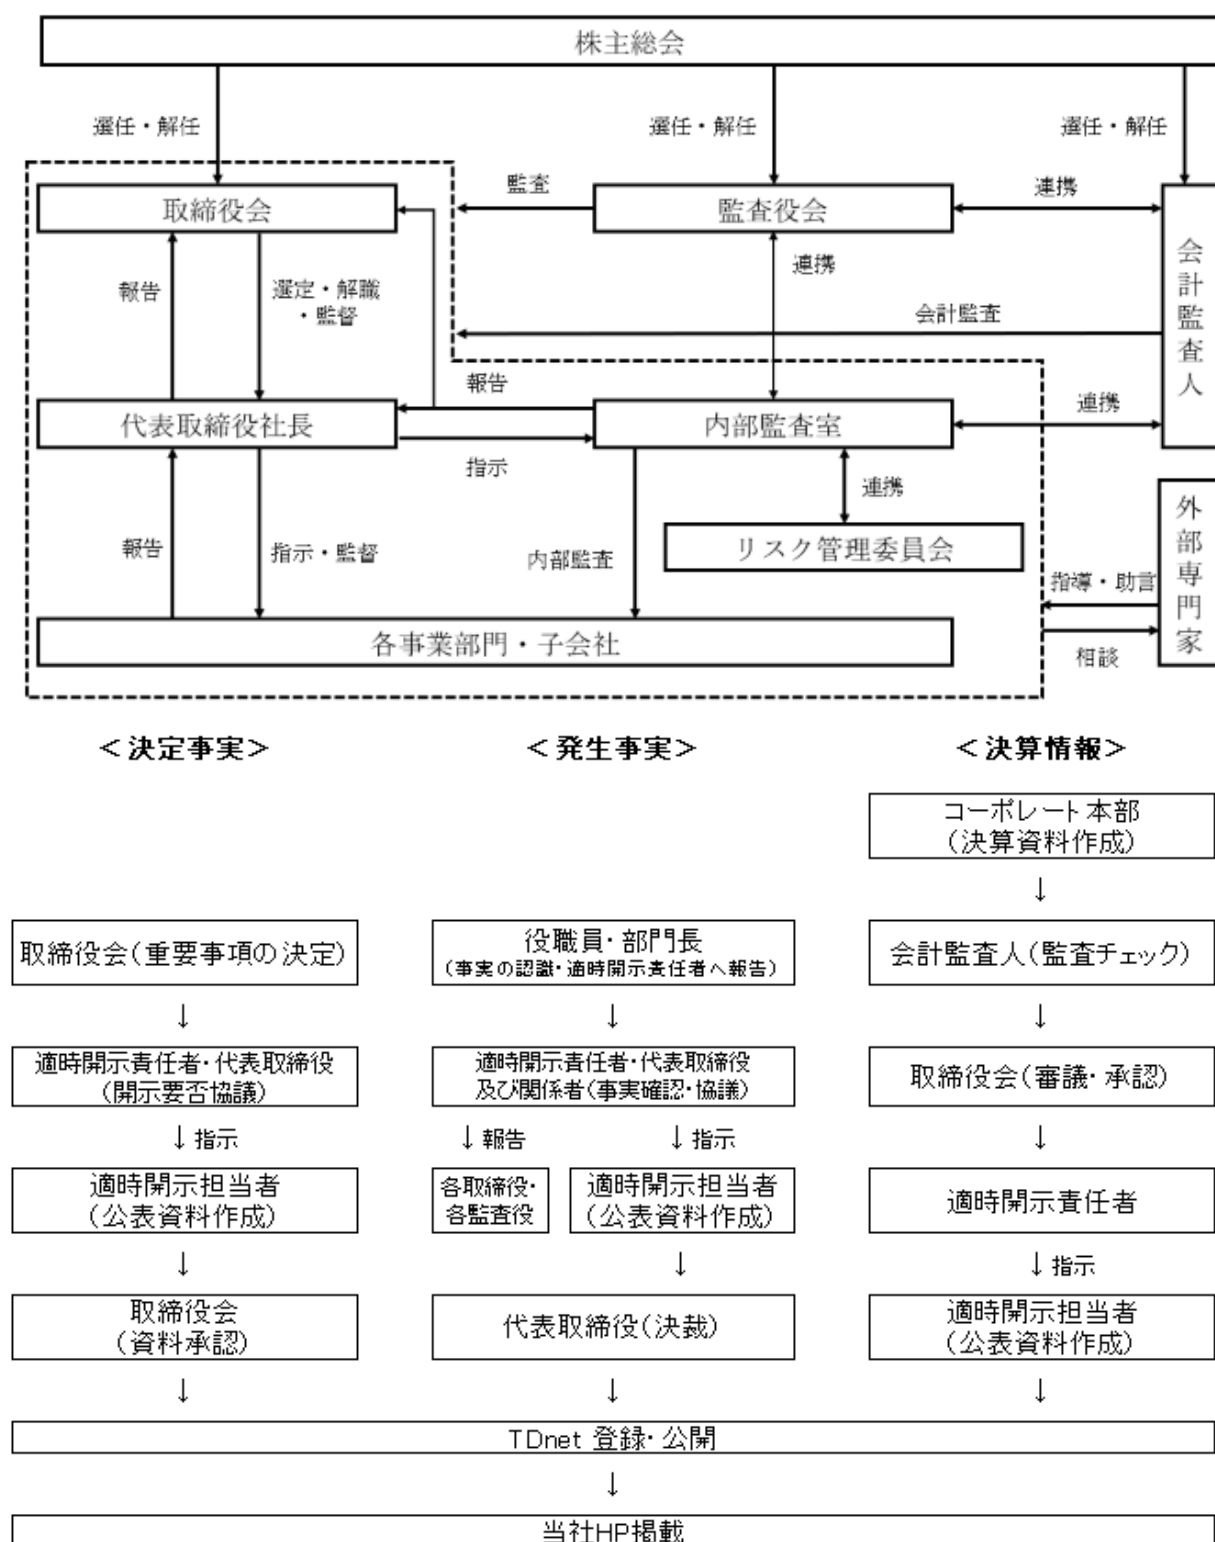 株主総会
選任・解任
選任・解任
選任・解任
取締役会
監査
監査役会
連携
会計監査人
報告
選定・解職
・監督
連携
会計監査
報告
代表取締役社長
内部監査室
連携
指示
連携
外部専門家
報告
指示・監督
内部監査
リスク管理委員会
指導・助言
各事業部門・子会社
相談
＜決定事実＞
＜発生事実＞
＜決算情報＞
コーポレート本部
（決算資料作成）
↓
取締役会（重要事項の決定）
役職員・部門長
（事実の認識・適時開示責任者へ報告）
会計監査人（監査チェック）
↓
↓
↓
適時開示責任者・代表取締役
（開示要否協議）
適時開示責任者・代表取締役
及び関係者（事実確認・協議）
取締役会（審議・承認）
↓指示
↓報告
↓指示
↓
適時開示担当者
（公表資料作成）
各取締役・
各監査役
適時開示担当者
（公表資料作成）
適時開示責任者
↓
↓
↓指示
取締役会
（資料承認）
代表取締役（決裁）
適時開示担当者
（公表資料作成）
↓
↓
↓
TDnet 登録・公開
↓
当社HP掲載